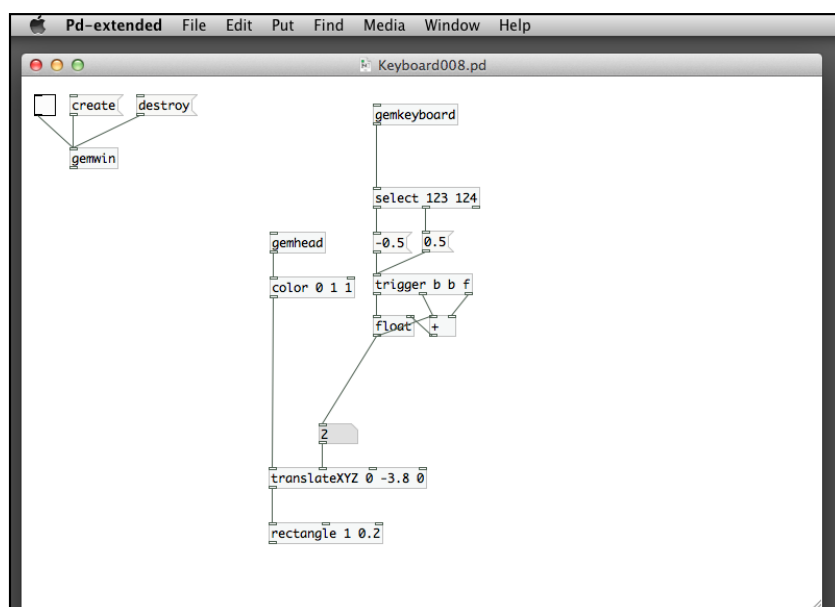 Pd-extended File Edit Put Find Media Window Help
Keyboard008.pd
create destroy
gemwin
gemkeyboard
select 123 124
gemhead
-0.5 0.5
color 0 1 1
trigger b b f
float +
2
translateXYZ 0 -3.8 0
rectangle 1 0.2